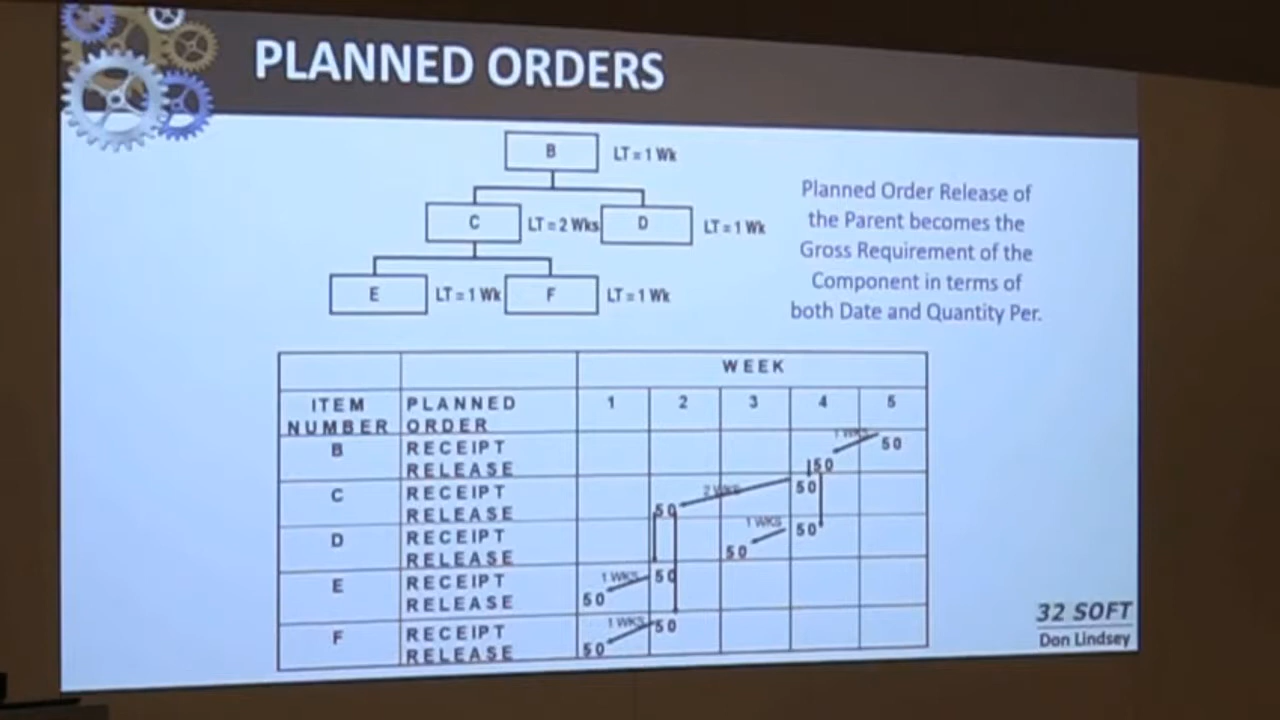 PLANNED ORDERS
B LT = 1 Wk
C LT = 2 Wks D LT = 1 Wk
E LT = 1 Wk F LT = 1 Wk
Planned Order Release of
the Parent becomes the
Gross Requirement of the
Component in terms of
both Date and Quantity Per.
WEEK
ITEM PLANNED 1 2 3 4 5
NUMBER ORDER
B RECEIPT 1 WKS 50
RELEASE 50
C RECEIPT 2 WKS 50
RELEASE 50
D RECEIPT 1 WKS 50
RELEASE 50
E RECEIPT 1 WKS 50
RELEASE 50
F RECEIPT 1 WKS 50
RELEASE 50
32 SOFT
Don Lindsey